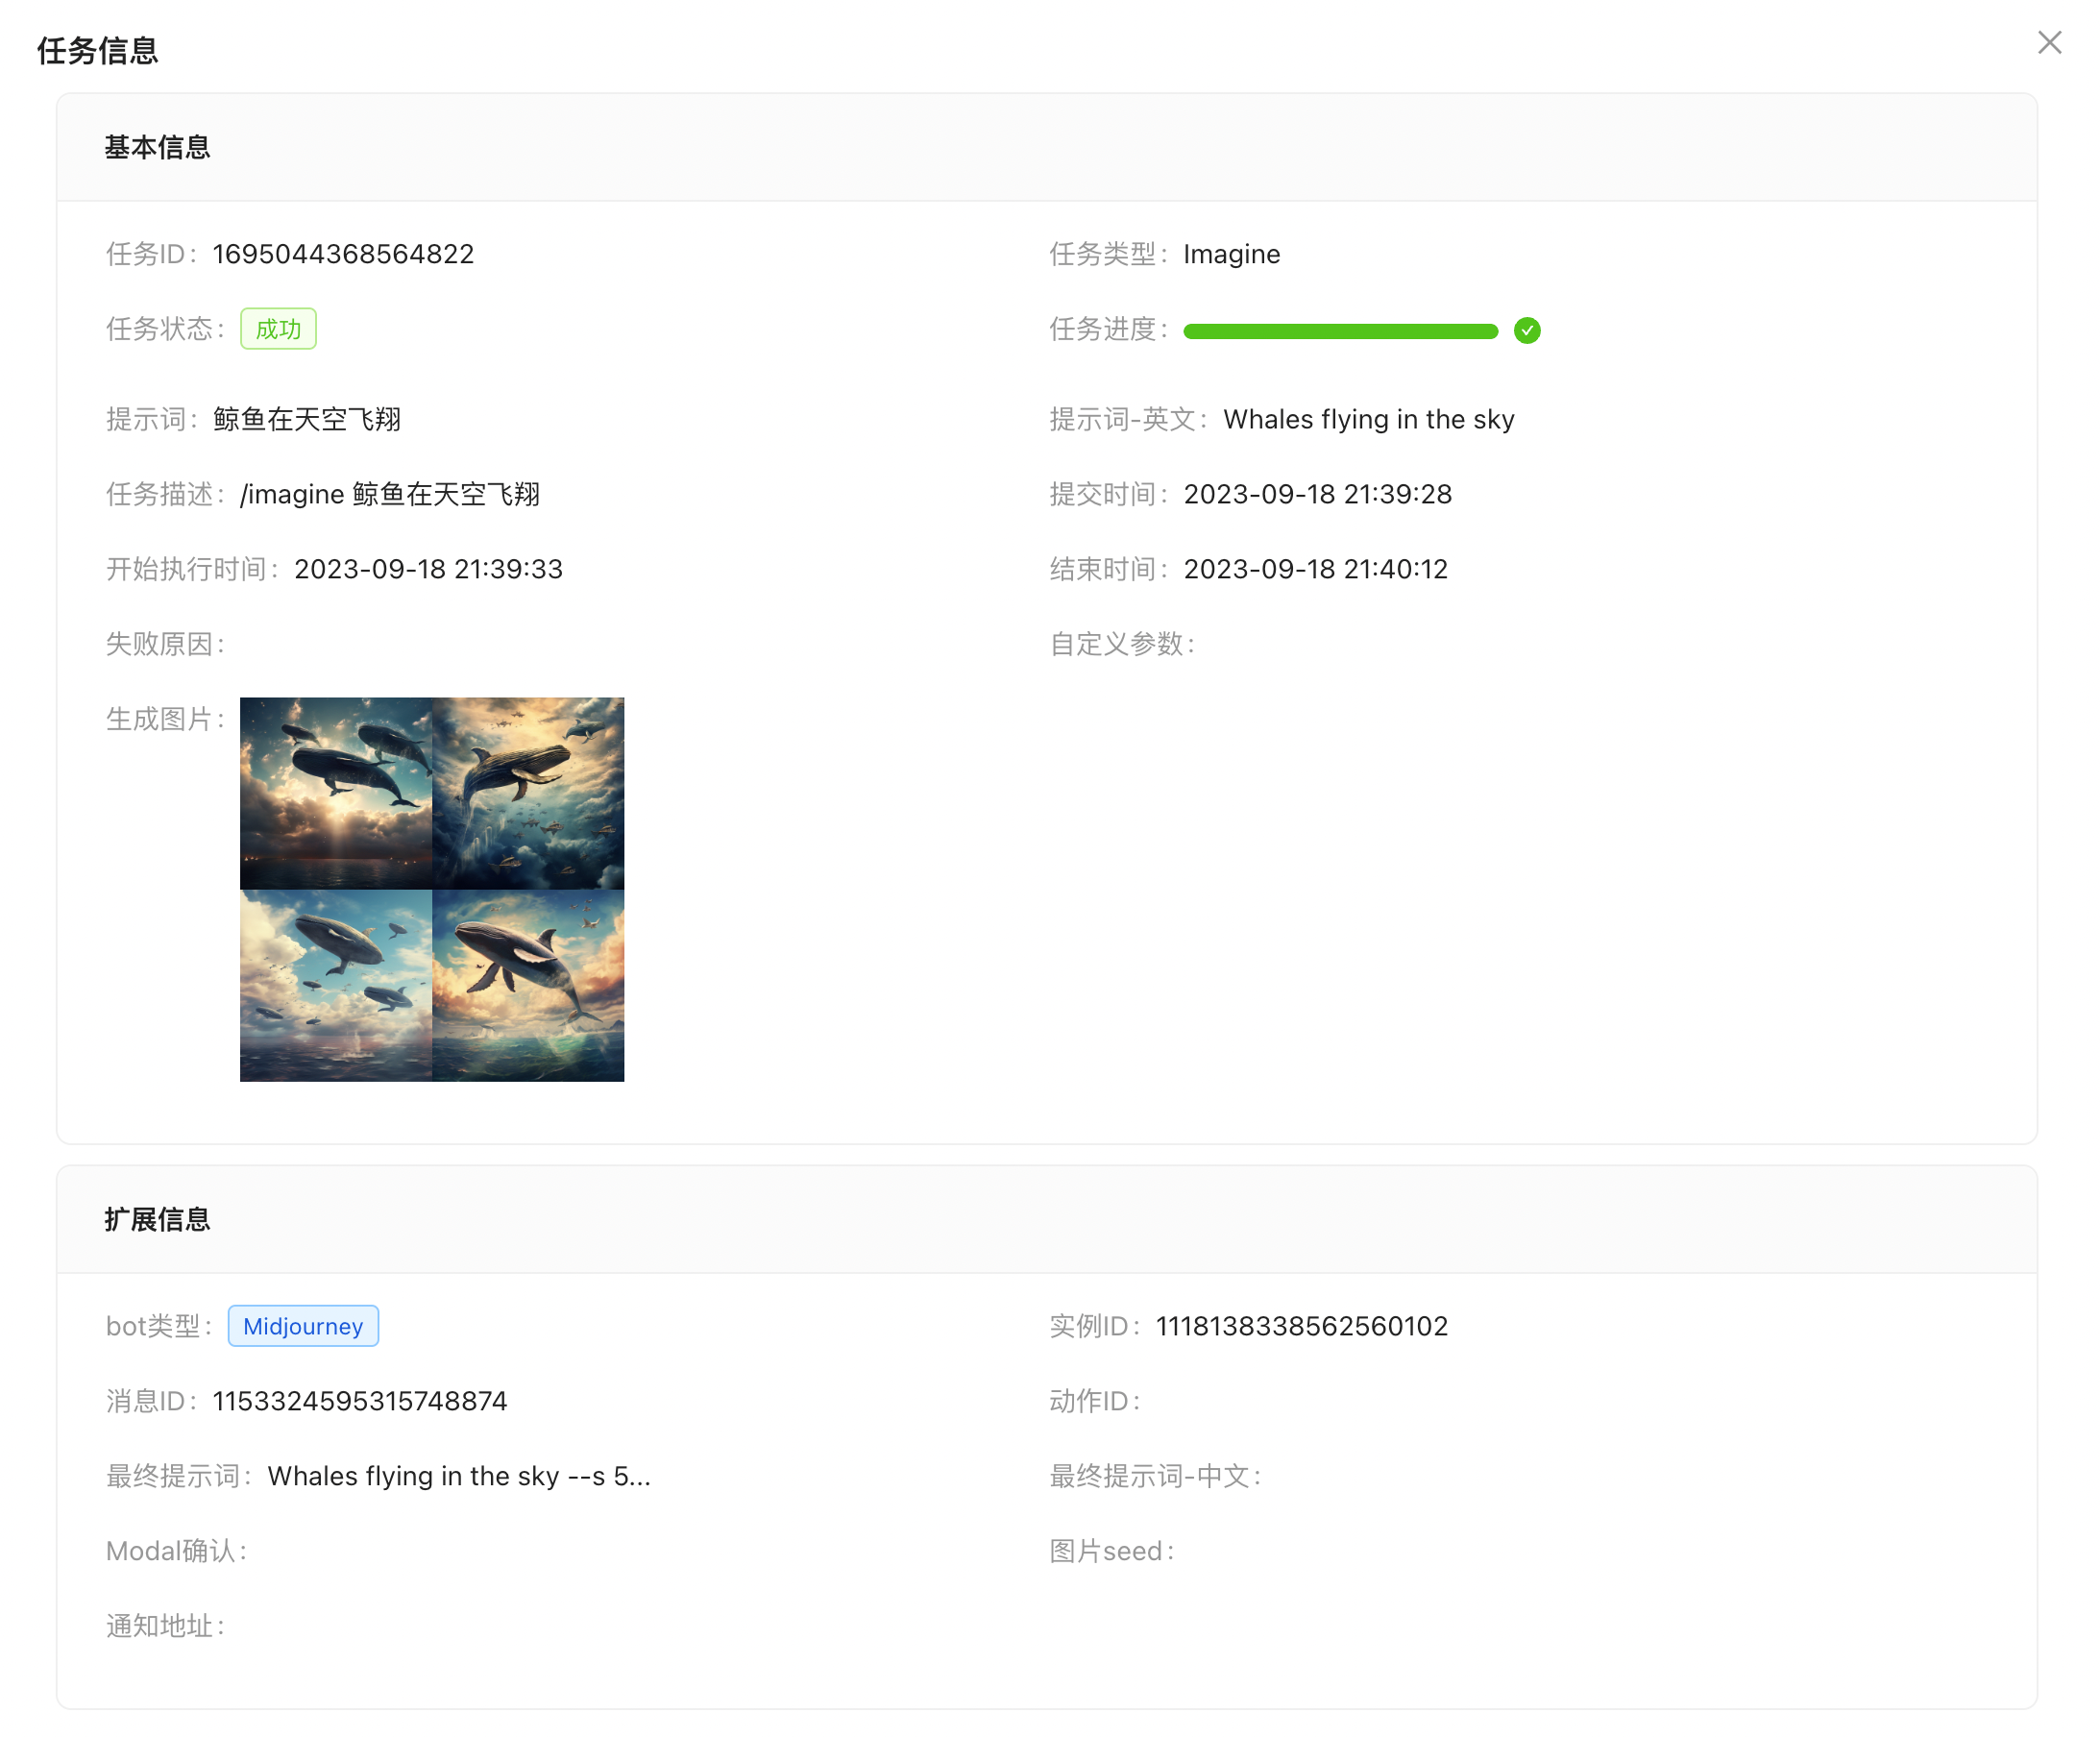 任务信息
基本信息
任务ID: 1695044368564822
任务类型: Imagine
任务状态: 成功
任务进度:
提示词: 鲸鱼在天空飞翔
提示词-英文: Whales flying in the sky
任务描述: /imagine 鲸鱼在天空飞翔
提交时间: 2023-09-18 21:39:28
开始执行时间: 2023-09-18 21:39:33
结束时间: 2023-09-18 21:40:12
失败原因:
自定义参数:
生成图片:
扩展信息
bot类型: Midjourney
实例ID: 1118138338562560102
消息ID: 1153324595315748874
动作ID:
最终提示词: Whales flying in the sky --s 5...
最终提示词-中文:
Modal确认:
图片seed:
通知地址: